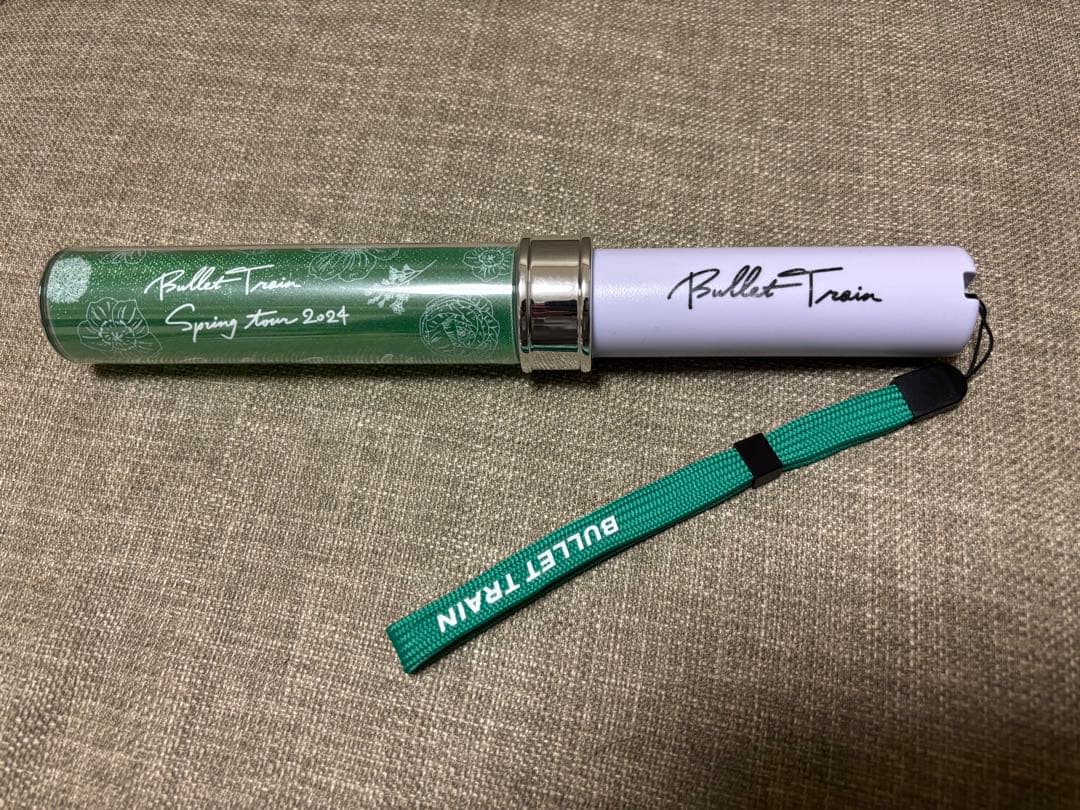 Bullet Train
Spring tour 2024
Bullet Train
BULLET TRAIN